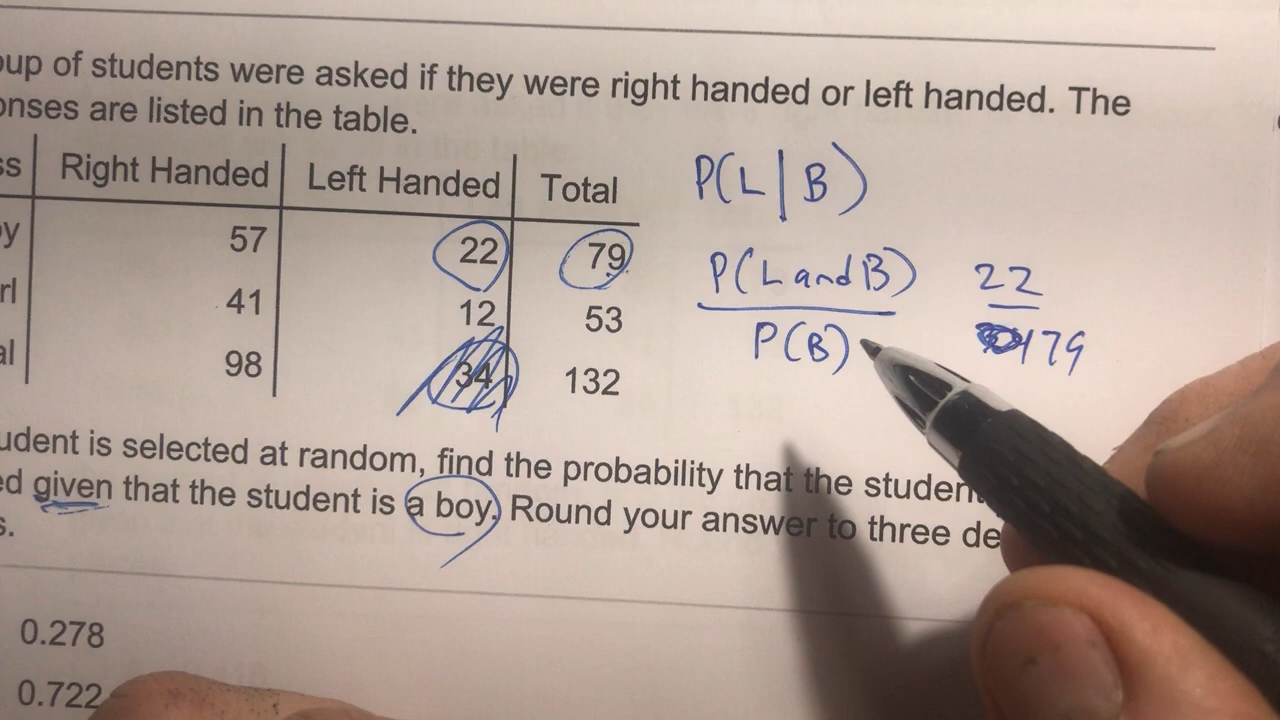 oup of students were asked if they were right handed or left handed. The
onses are listed in the table.
ss Right Handed Left Handed Total
y 57 22 79
rl 41 12 53
al 98 34 132
P(L|B)
P(L and B)
P(B)
22
79
udent is selected at random, find the probability that the studen
ed given that the student is a boy. Round your answer to three de
s.
0.278
0.722